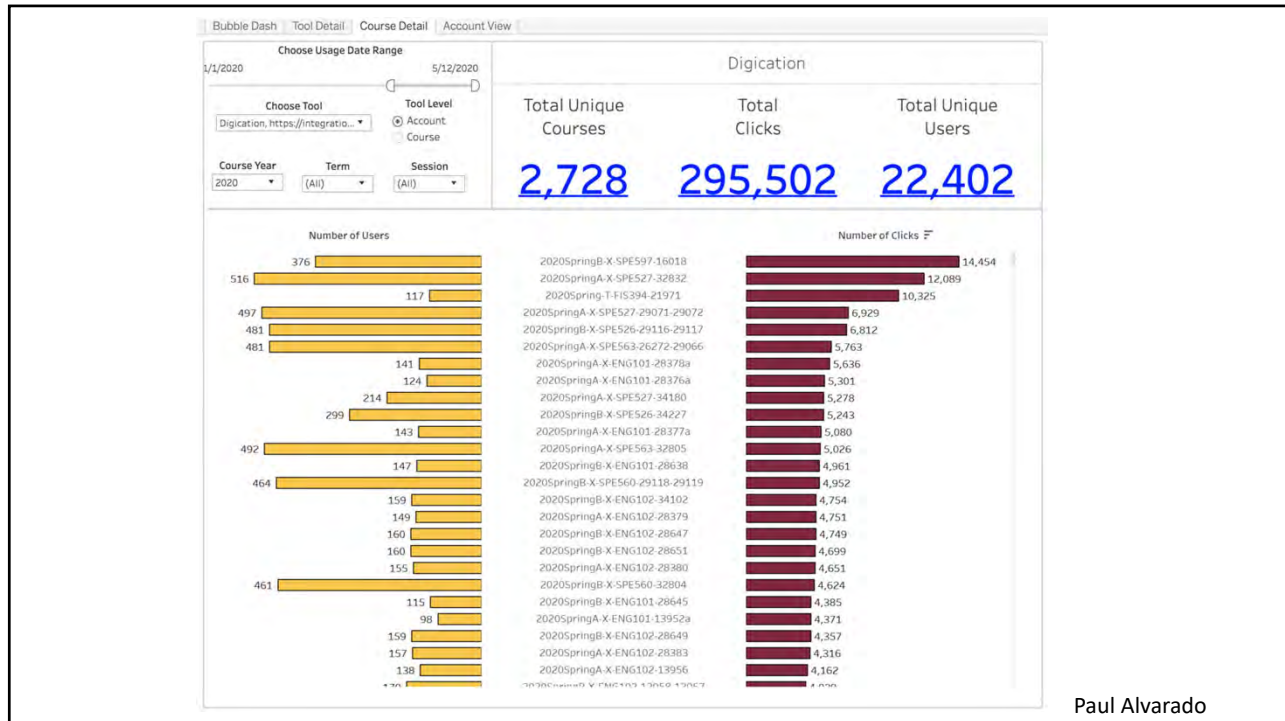 Bubble Dash Tool Detail Course Detail Account View
Choose Usage Date Range
1/1/2020 5/12/2020
Choose Tool
Digication, https://integratio...
Tool Level
Account
Course
Course Year Term Session
2020 (All) (All)
Digication
Total Unique Courses
Total Clicks
Total Unique Users
2,728 295,502 22,402
Number of Users Number of Clicks
376 2020SpringB-X-SPE597-16018 14,454
516 2020SpringA-X-SPE527-32832 12,089
117 2020Spring-T-FIS394-21971 10,325
497 2020SpringA-X-SPE527-29071-29072 6,929
481 2020SpringB-X-SPE526-29116-29117 6,812
481 2020SpringA-X-SPE563-26272-29066 5,763
141 2020SpringA-X-ENG101-28378a 5,636
124 2020SpringA-X-ENG101-28376a 5,301
214 2020SpringA-X-SPE527-34180 5,278
299 2020SpringB-X-SPE526-34227 5,243
143 2020SpringA-X-ENG101-28377a 5,080
492 2020SpringA-X-SPE563-32805 5,026
147 2020SpringB-X-ENG101-28638 4,961
464 2020SpringB-X-SPE560-29118-29119 4,952
159 2020SpringB-X-ENG102-34102 4,754
149 2020SpringA-X-ENG102-28379 4,751
160 2020SpringB-X-ENG102-28647 4,749
160 2020SpringB-X-ENG102-28651 4,699
155 2020SpringA-X-ENG102-28380 4,651
461 2020SpringB-X-SPE560-32804 4,624
115 2020SpringB-X-ENG101-28645 4,385
98 2020SpringA-X-ENG101-13952a 4,371
159 2020SpringB-X-ENG102-28649 4,357
157 2020SpringA-X-ENG102-28383 4,316
138 2020SpringA-X-ENG102-13956 4,162
Paul Alvarado